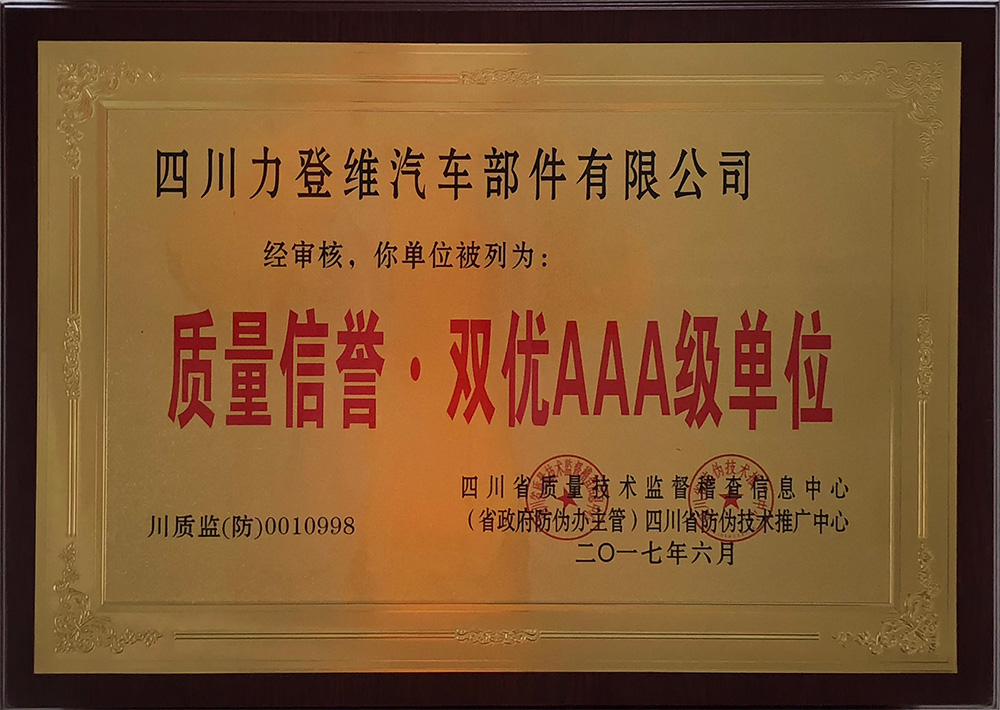 四川力登维汽车部件有限公司
经审核，你单位被列为：
质量信誉·双优AAA级单位
四川省质量技术监督稽查信息中心
（省政府防伪办主管）四川省防伪技术推广中心
川质监(防)0010998
二〇一七年六月